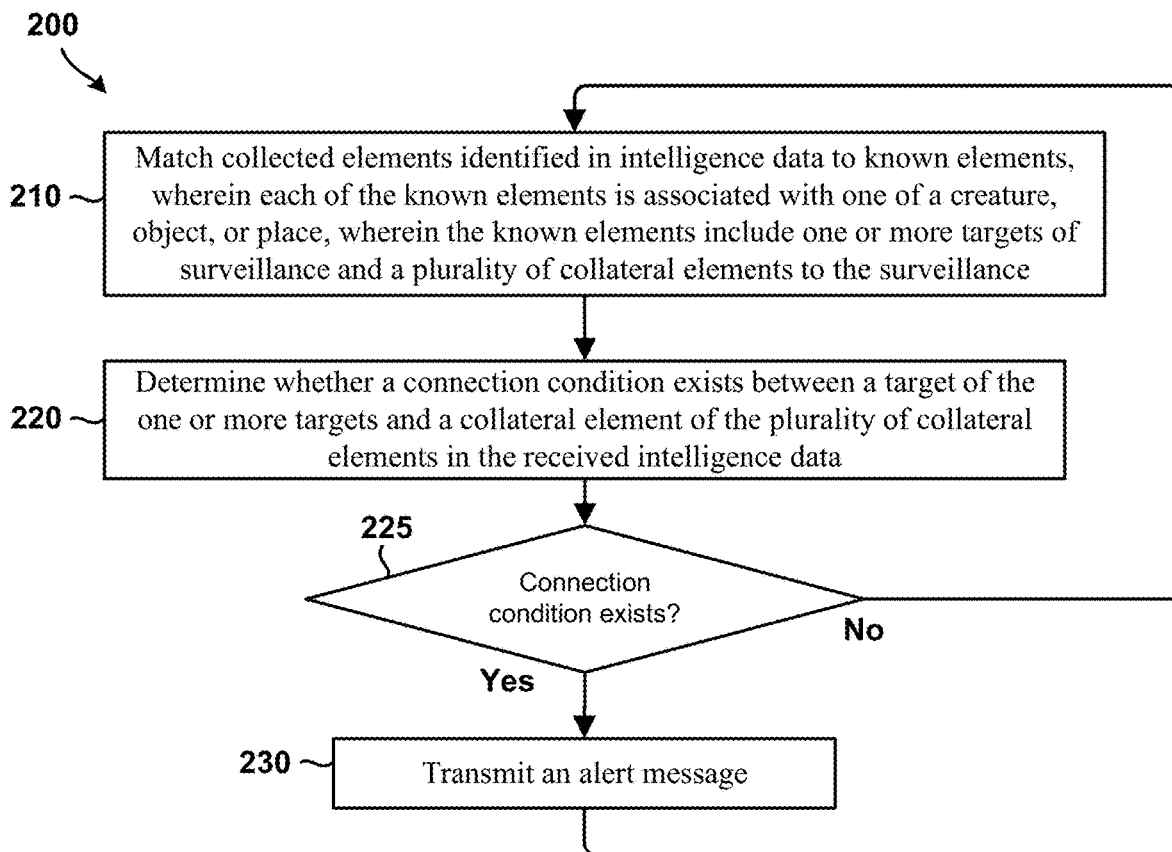 200
210
Match collected elements identified in intelligence data to known elements,
wherein each of the known elements is associated with one of a creature,
object, or place, wherein the known elements include one or more targets of
surveillance and a plurality of collateral elements to the surveillance
220
Determine whether a connection condition exists between a target of the
one or more targets and a collateral element of the plurality of collateral
elements in the received intelligence data
225
Connection
condition exists?
No
Yes
230
Transmit an alert message